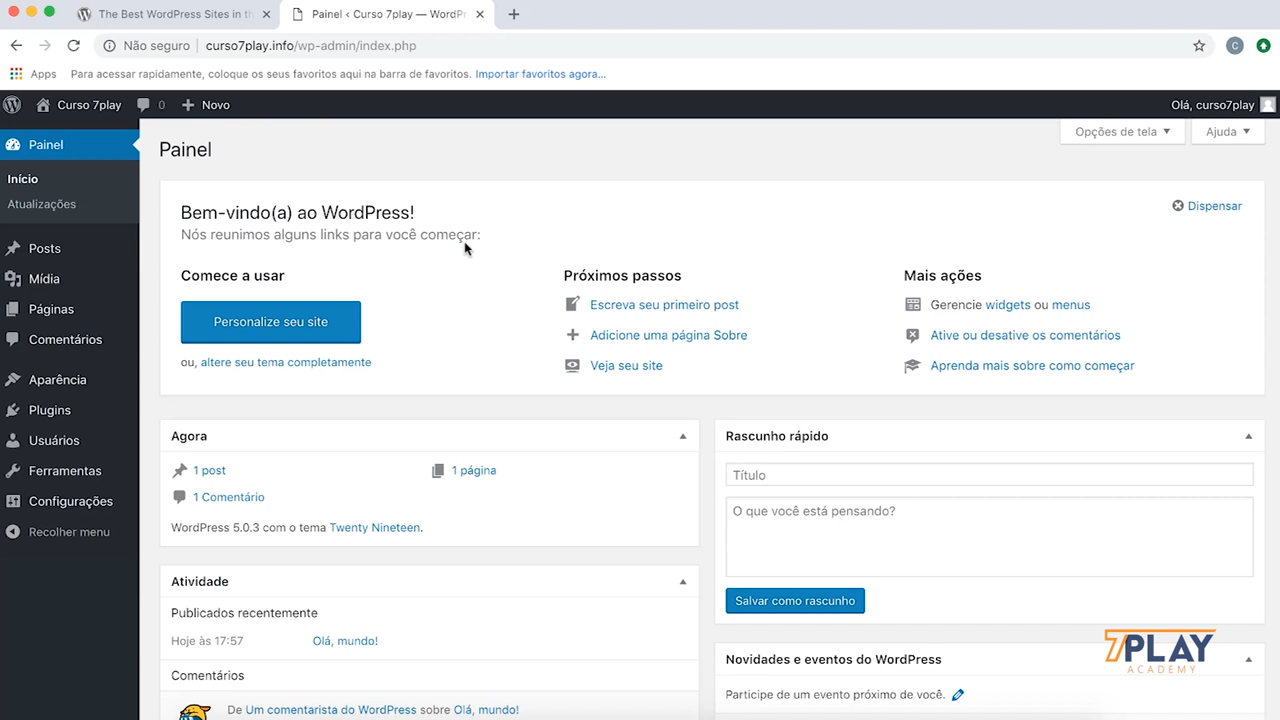 The Best WordPress Sites in th
Painel ‹ Curso 7play — WordPr
Não seguro
curso7play.info/wp-admin/index.php
C
Apps
Para acessar rapidamente, coloque os seus favoritos aqui na barra de favoritos. Importar favoritos agora...
Curso 7play
0
Novo
Olá, curso7play
Painel
Início
Atualizações
Posts
Mídia
Páginas
Comentários
Aparência
Plugins
Usuários
Ferramentas
Configurações
Recolher menu
Opções de tela
Ajuda
Painel
Bem-vindo(a) ao WordPress!
Nós reunimos alguns links para você começar:
Dispensar
Comece a usar
Personalize seu site
ou, altere seu tema completamente
Próximos passos
Escreva seu primeiro post
Adicione uma página Sobre
Veja seu site
Mais ações
Gerencie widgets ou menus
Ative ou desative os comentários
Aprenda mais sobre como começar
Agora
1 post
1 página
1 Comentário
WordPress 5.0.3 com o tema Twenty Nineteen.
Atividade
Publicados recentemente
Hoje às 17:57
Olá, mundo!
Comentários
De Um comentarista do WordPress sobre Olá, mundo!
Rascunho rápido
Título
O que você está pensando?
Salvar como rascunho
Novidades e eventos do WordPress
Participe de um evento próximo de você.
7PLAY
ACADEMY